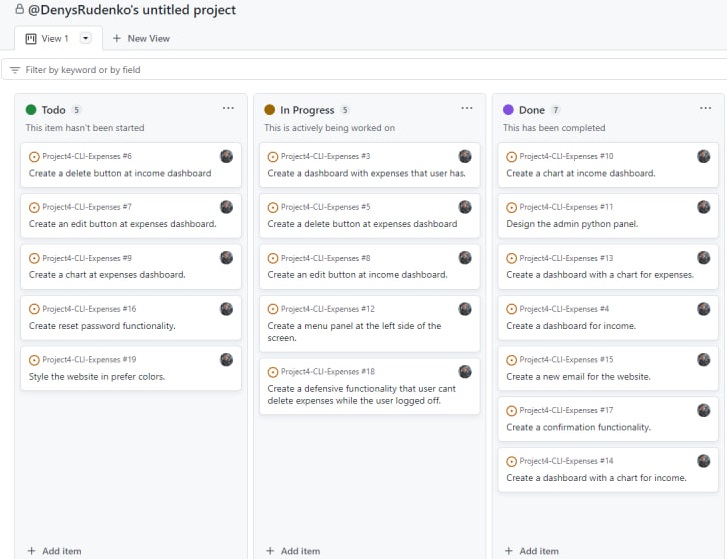 @DenysRudenko's untitled project
View 1
New View
Filter by keyword or by field
Todo 5
This item hasn't been started
Project4-CLI-Expenses #6
Create a delete button at income dashboard
Project4-CLI-Expenses #7
Create an edit button at expenses dashboard.
Project4-CLI-Expenses #9
Create a chart at expenses dashboard.
Project4-CLI-Expenses #16
Create reset password functionality.
Project4-CLI-Expenses #19
Style the website in prefer colors.
Add item
In Progress 5
This is actively being worked on
Project4-CLI-Expenses #3
Create a dashboard with expenses that user has.
Project4-CLI-Expenses #5
Create a delete button at expenses dashboard
Project4-CLI-Expenses #8
Create an edit button at income dashboard.
Project4-CLI-Expenses #12
Create a menu panel at the left side of the
screen.
Project4-CLI-Expenses #18
Create a defensive functionality that user cant
delete expenses while the user logged off.
Add item
Done 7
This has been completed
Project4-CLI-Expenses #10
Create a chart at income dashboard.
Project4-CLI-Expenses #11
Design the admin python panel.
Project4-CLI-Expenses #13
Create a dashboard with a chart for expenses.
Project4-CLI-Expenses #4
Create a dashboard for income.
Project4-CLI-Expenses #15
Create a new email for the website.
Project4-CLI-Expenses #17
Create a confirmation functionality.
Project4-CLI-Expenses #14
Create a dashboard with a chart for income.
Add item